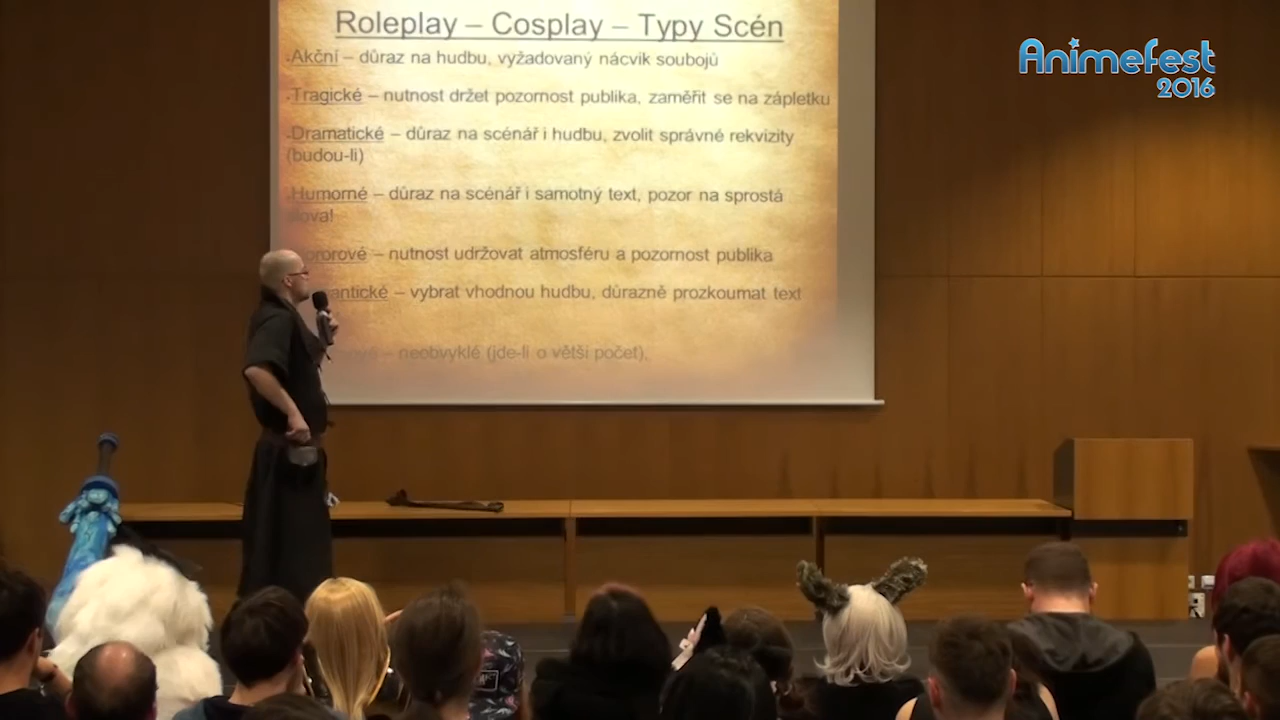 Roleplay – Cosplay – Typy Scén
Akční – důraz na hudbu, vyžadovaný nácvik soubojů
Tragické – nutnost držet pozornost publika, zaměřit se na zápletku
Dramatické – důraz na scénář i hudbu, zvolit správné rekvizity
(budou-li)
Humorné – důraz na scénář i samotný text, pozor na sprostá
slova!
– nutnost udržovat atmosféru a pozornost publika
– vybrat vhodnou hudbu, důrazně prozkoumat text
– neobvyklé (jde-li o větší počet),
Animefest
2016